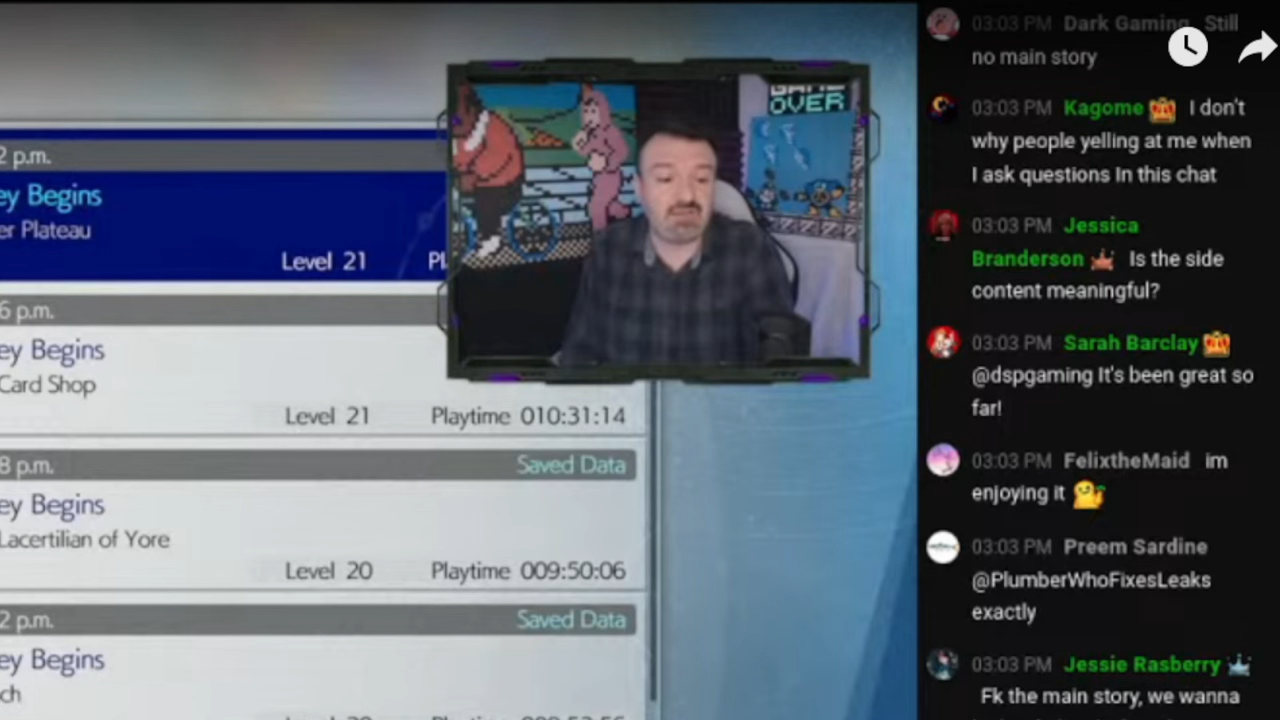 GAME
OVER
2 p.m.
ey Begins
er Plateau
Level 21
6 p.m.
ey Begins
Card Shop
Level 21 Playtime 010:31:14
8 p.m. Saved Data
ey Begins
Lacertilian of Yore
Level 20 Playtime 009:50:06
2 p.m. Saved Data
ey Begins
ch
03:03 PM Dark Gaming Still
no main story
03:03 PM Kagome I don't
why people yelling at me when
I ask questions In this chat
03:03 PM Jessica
Branderson Is the side
content meaningful?
03:03 PM Sarah Barclay
@dspgaming It's been great so
far!
03:03 PM FelixtheMaid im
enjoying it
03:03 PM Preem Sardine
@PlumberWhoFixesLeaks
exactly
03:03 PM Jessie Rasberry
Fk the main story, we wanna